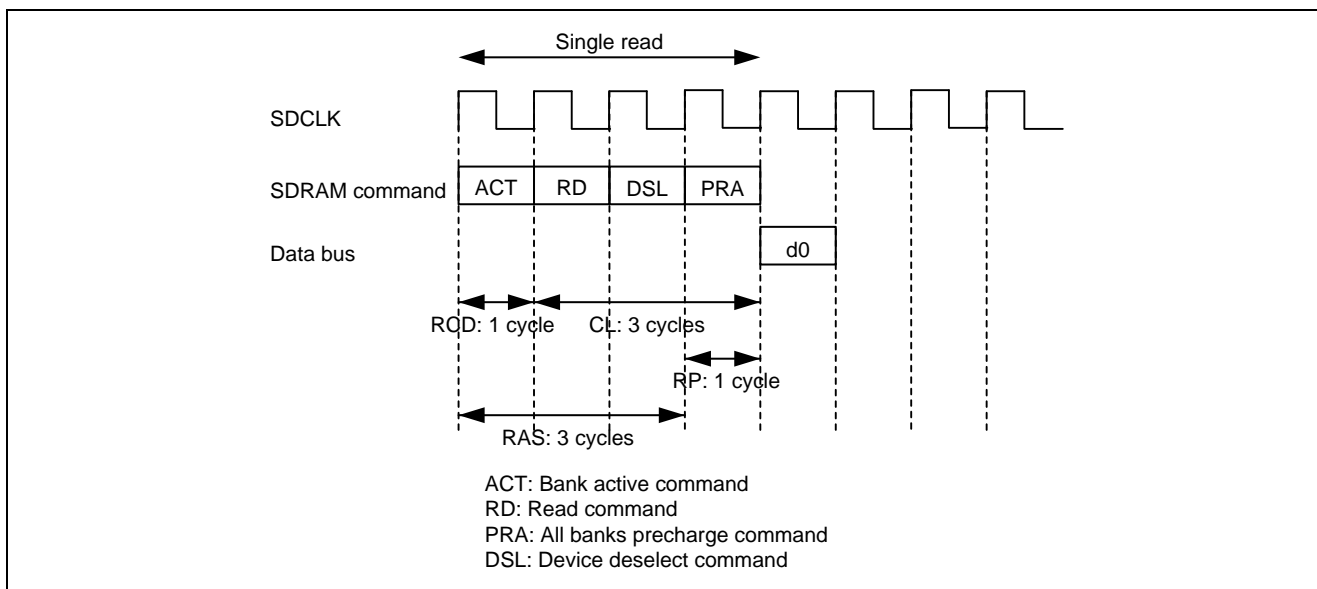 Single read
SDCLK
SDRAM command ACT RD DSL PRA
Data bus d0
RCD: 1 cycle CL: 3 cycles
RP: 1 cycle
RAS: 3 cycles
ACT: Bank active command
RD: Read command
PRA: All banks precharge command
DSL: Device deselect command